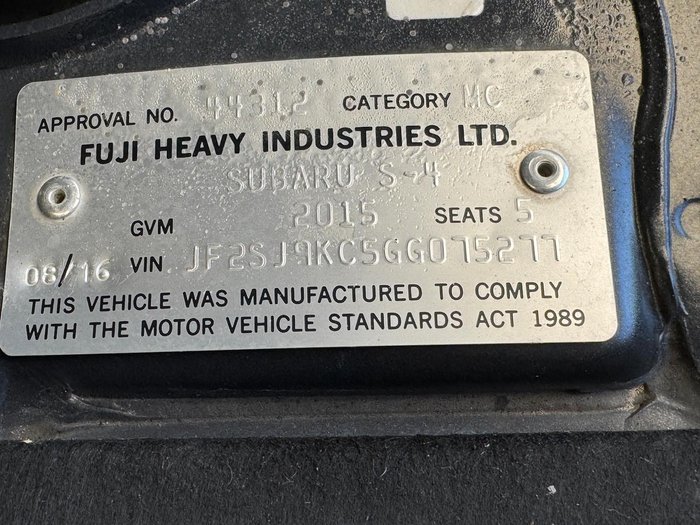 APPROVAL NO. 44312 CATEGORY MC
FUJI HEAVY INDUSTRIES LTD.
SUBARU S-4
GVM 2015 SEATS 5
08/16 VIN JF2SJ9KC5GG075277
THIS VEHICLE WAS MANUFACTURED TO COMPLY
WITH THE MOTOR VEHICLE STANDARDS ACT 1989